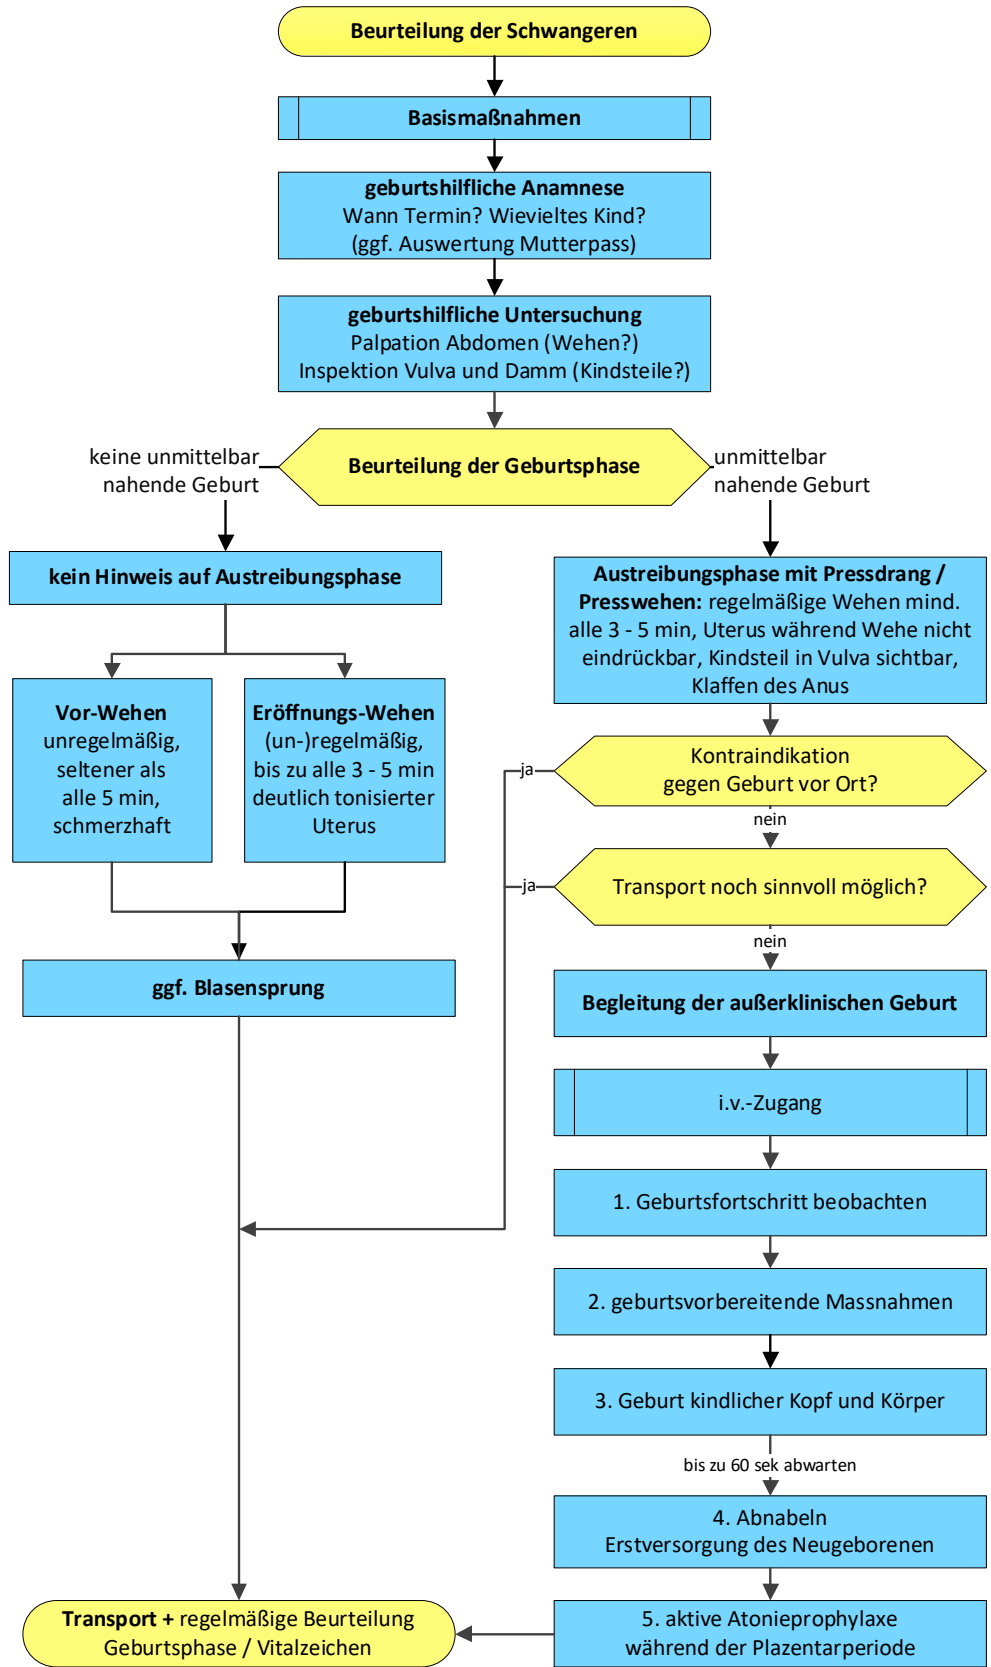 Beurteilung der Schwangeren
Basismaßnahmen
geburtshilfliche Anamnese
Wann Termin? Wievieltes Kind?
(ggf. Auswertung Mutterpass)
geburtshilfliche Untersuchung
Palpation Abdomen (Wehen?)
Inspektion Vulva und Damm (Kindsteile?)
Beurteilung der Geburtsphase
keine unmittelbar
nahende Geburt
unmittelbar
nahende Geburt
kein Hinweis auf Austreibungsphase
Vor-Wehen
unregelmäßig,
seltener als
alle 5 min,
schmerzhaft
Eröffnungs-Wehen
(un-)regelmäßig,
bis zu alle 3 - 5 min
deutlich tonisierter
Uterus
ggf. Blasensprung
Austreibungsphase mit Pressdrang /
Presswehen: regelmäßige Wehen mind.
alle 3 - 5 min, Uterus während Wehe nicht
eindrückbar, Kindsteil in Vulva sichtbar,
Klaffen des Anus
Kontraindikation
gegen Geburt vor Ort?
ja
nein
Transport noch sinnvoll möglich?
ja
nein
Begleitung der außerklinischen Geburt
i.v.-Zugang
1. Geburtsfortschritt beobachten
2. geburtsvorbereitende Massnahmen
3. Geburt kindlicher Kopf und Körper
bis zu 60 sek abwarten
4. Abnabeln
Erstversorgung des Neugeborenen
5. aktive Atonieprophylaxe
während der Plazentarperiode
Transport + regelmäßige Beurteilung
Geburtsphase / Vitalzeichen